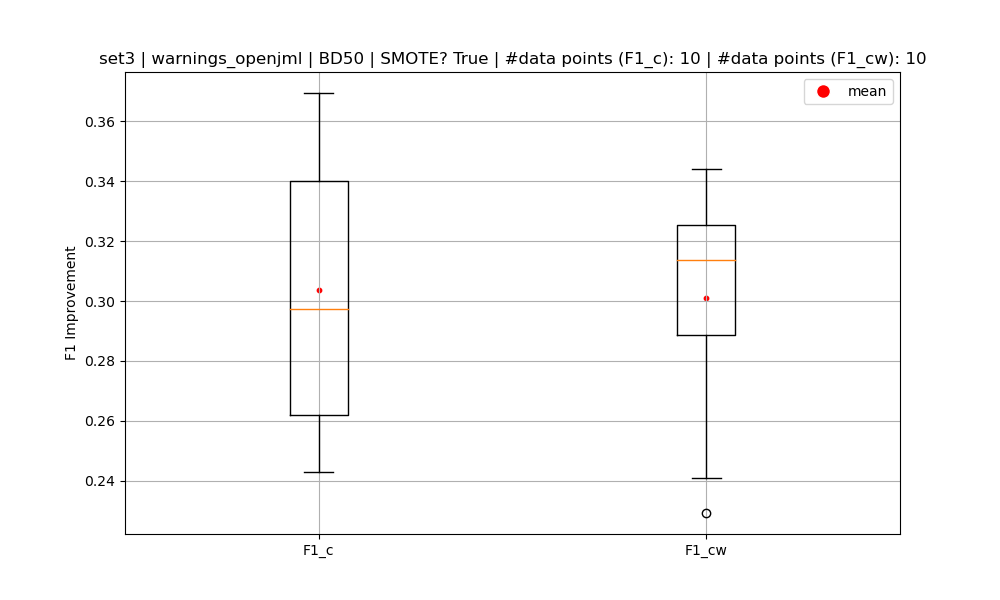 set3 | warnings_openjml | BD50 | SMOTE? True | #data points (F1_c): 10 | #data points (F1_cw): 10
mean
0.36
0.34
0.32
0.30
0.28
0.26
0.24
F1 Improvement
F1_c
F1_cw